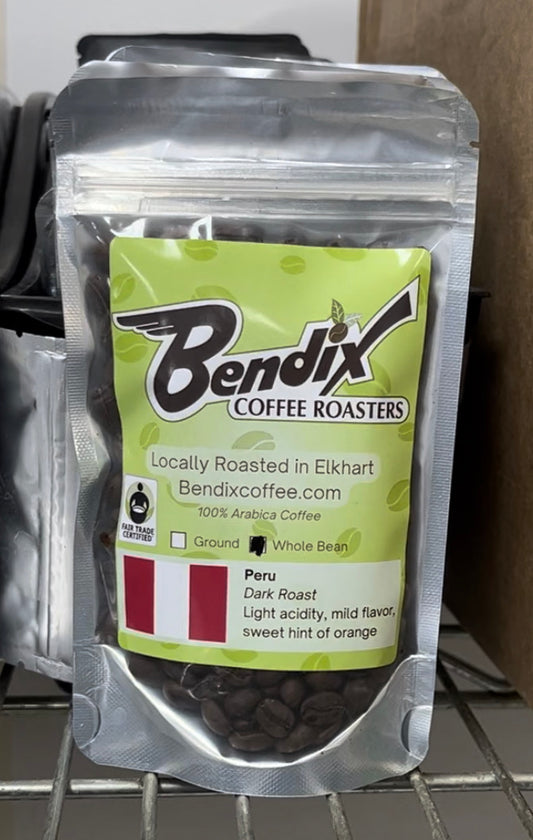 Bendix
COFFEE ROASTERS
Locally Roasted in Elkhart
Bendixcoffee.com
100% Arabica Coffee
FAIR TRADE
CERTIFIED
Ground Whole Bean
Peru
Dark Roast
Light acidity, mild flavor,
sweet hint of orange